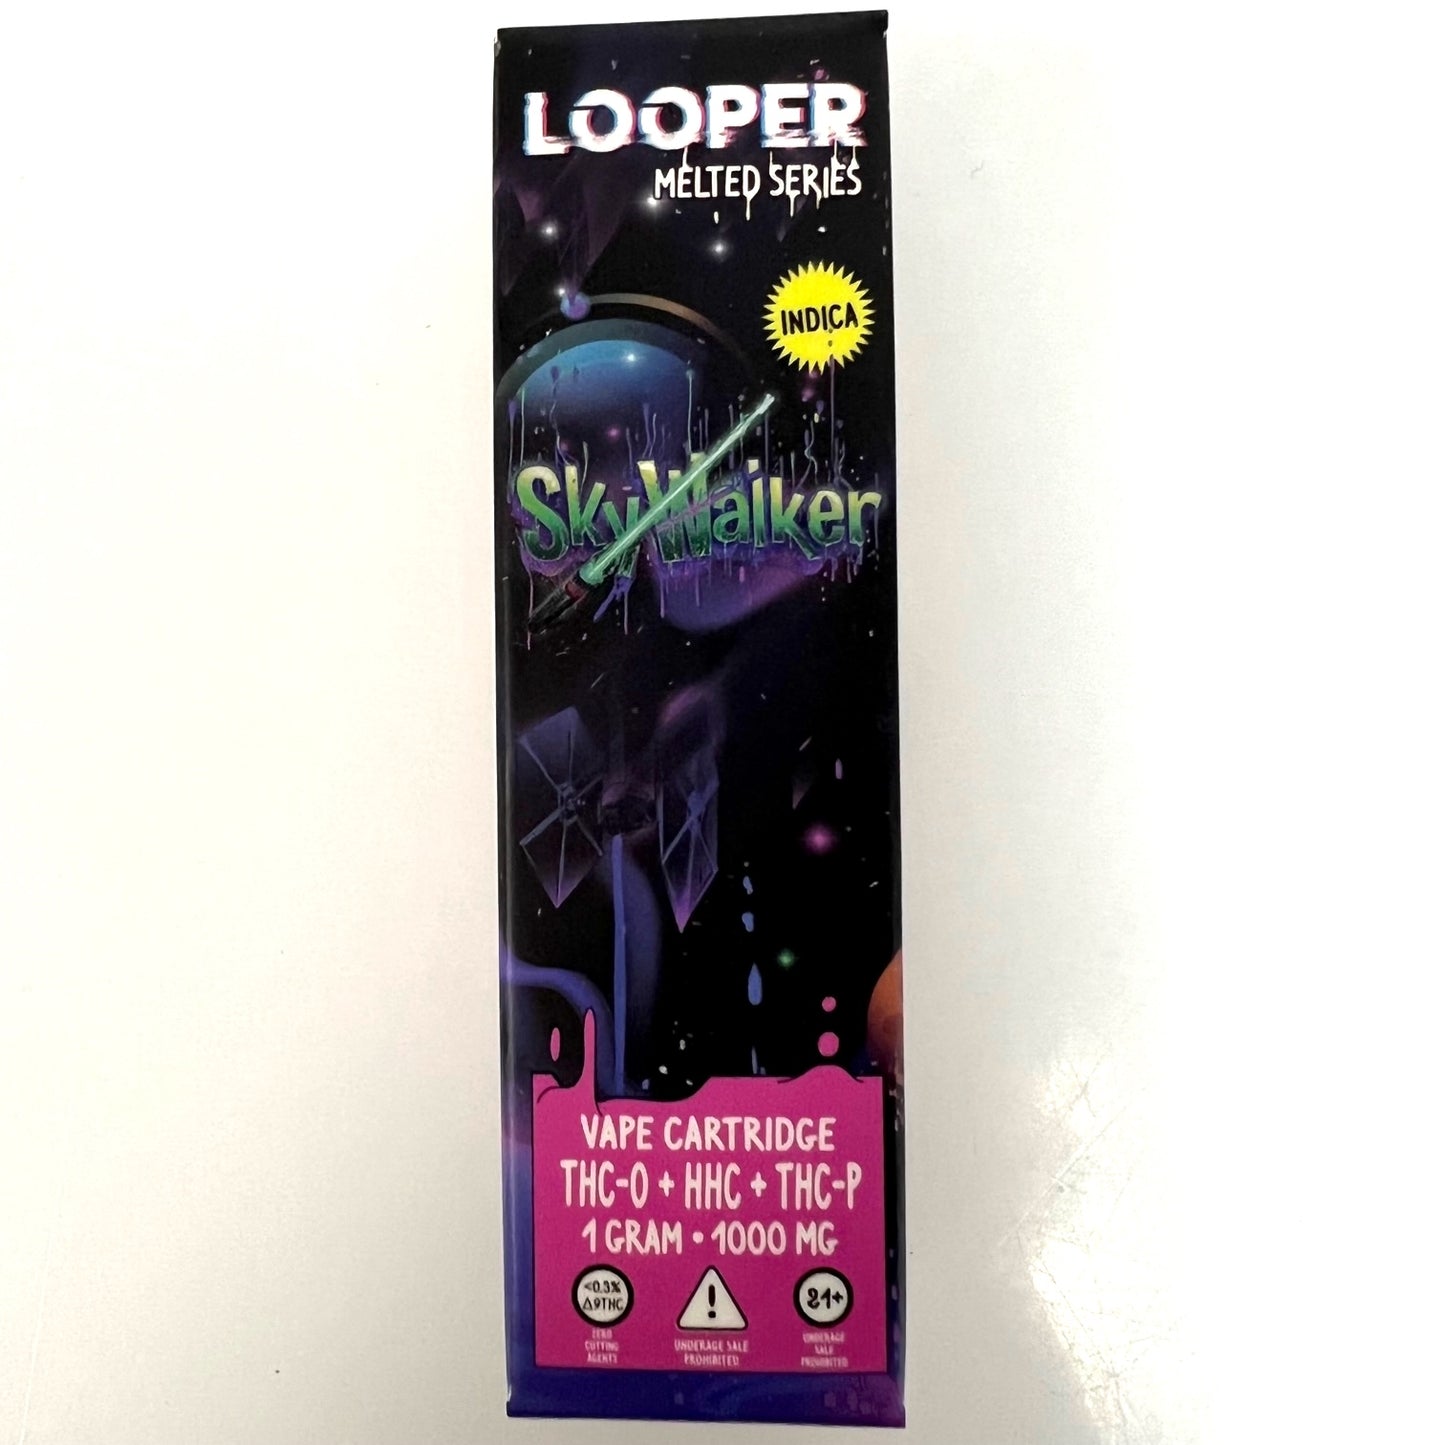 LOOPER
MELTED SERIES
INDICA
SkyWalker
VAPE CARTRIDGE
THC-O + HHC + THC-P
1 GRAM • 1000 MG
<0.3%
Δ9THC
ZERO
CUTTING
AGENTS
!
UNDERAGE SALE
PROHIBITED
21+
UNDERAGE
SALE
PROHIBITED